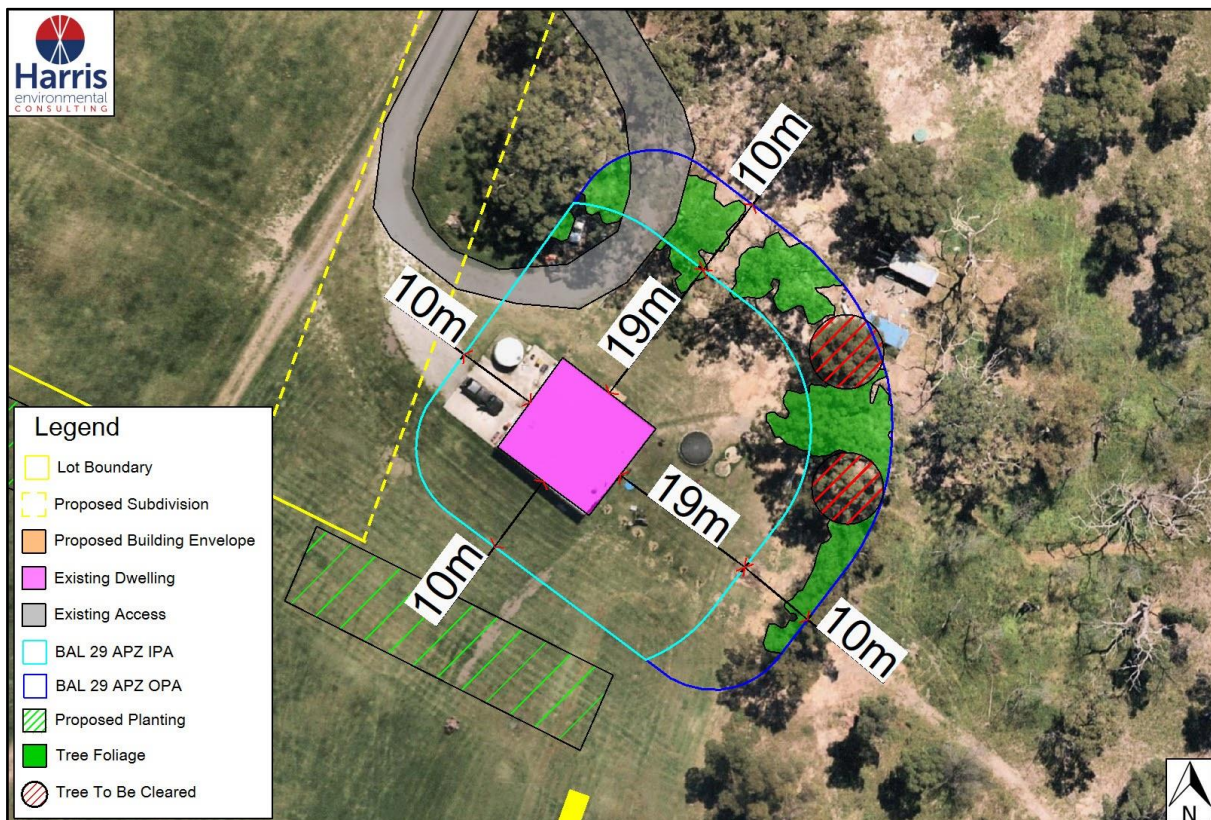 Harris
environmental
CONSULTING
10m
10m
19m
19m
10m
10m
Legend
Lot Boundary
Proposed Subdivision
Proposed Building Envelope
Existing Dwelling
Existing Access
BAL 29 APZ IPA
BAL 29 APZ OPA
Proposed Planting
Tree Foliage
Tree To Be Cleared
N